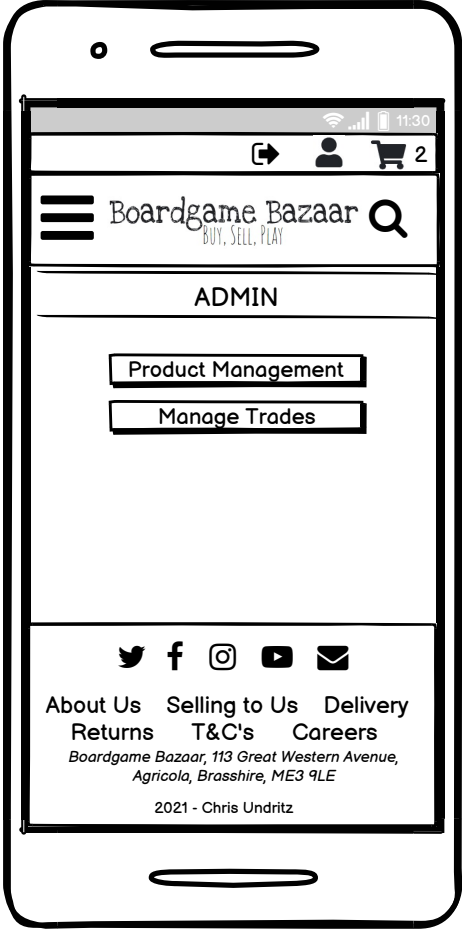 11:30
2
Boardgame Bazaar
Buy, Sell, Play
ADMIN
Product Management
Manage Trades
About Us Selling to Us Delivery
Returns T&C's Careers
Boardgame Bazaar, 113 Great Western Avenue,
Agricola, Brasshire, ME3 9LE
2021 - Chris Undritz